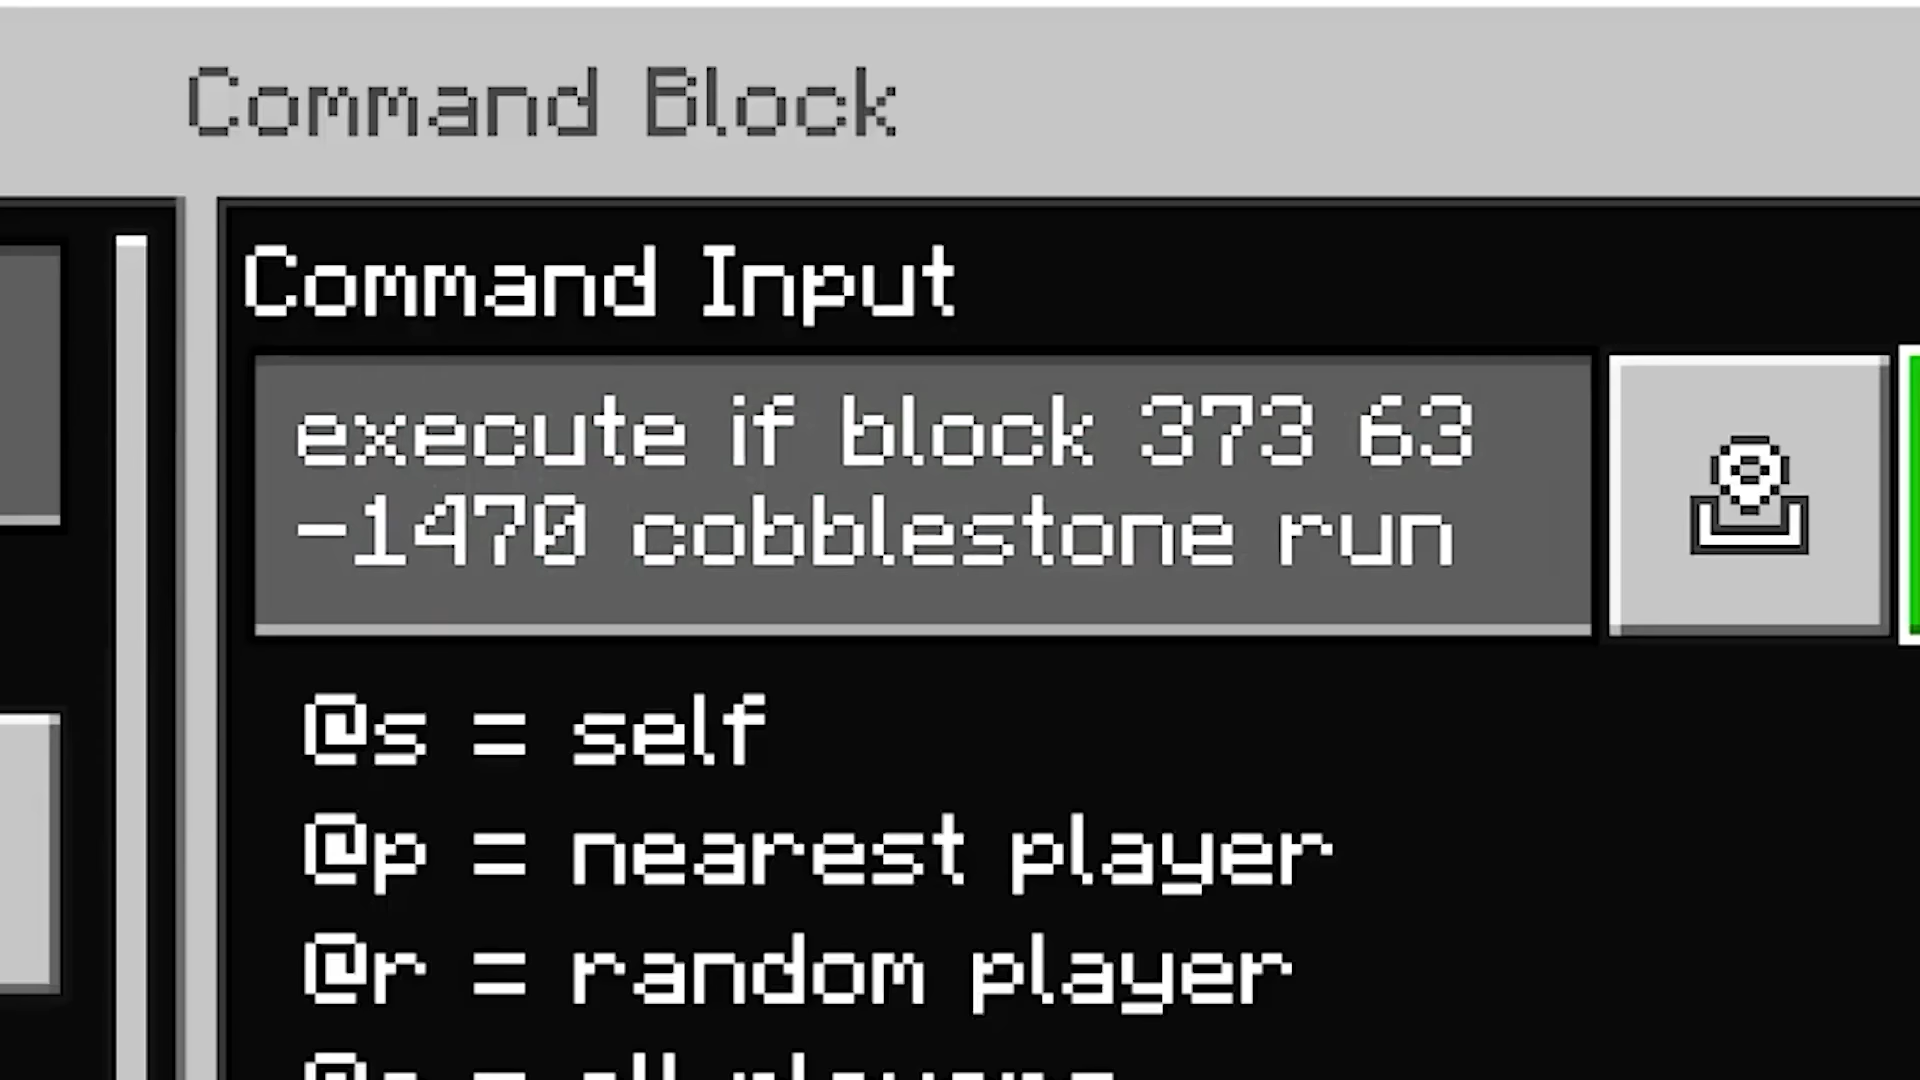 Command Block
Command Input
execute if block 373 63
-1470 cobblestone run
@s = self
@p = nearest player
@r = random player